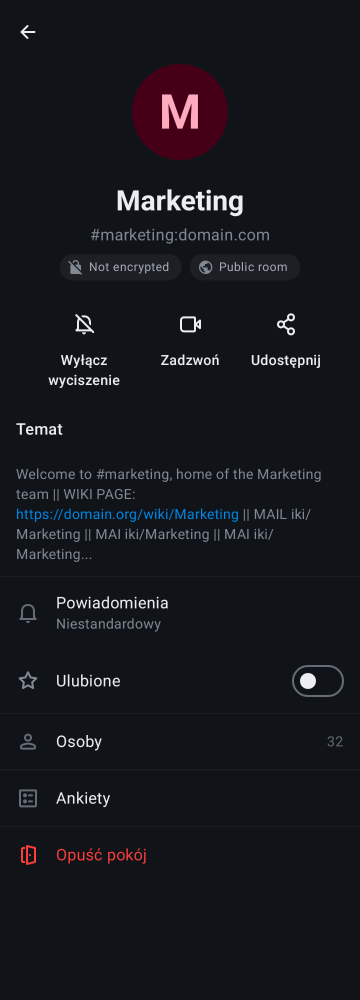 M
Marketing
#marketing:domain.com
Not encrypted Public room
Wyłącz Zadzwoń Udostępnij
wyciszenie
Temat
Welcome to #marketing, home of the Marketing
team || WIKI PAGE:
https://domain.org/wiki/Marketing || MAIL iki/
Marketing || MAI iki/Marketing || MAI iki/
Marketing...
Powiadomienia
Niestandardowy
Ulubione
Osoby 32
Ankiety
Opuść pokój